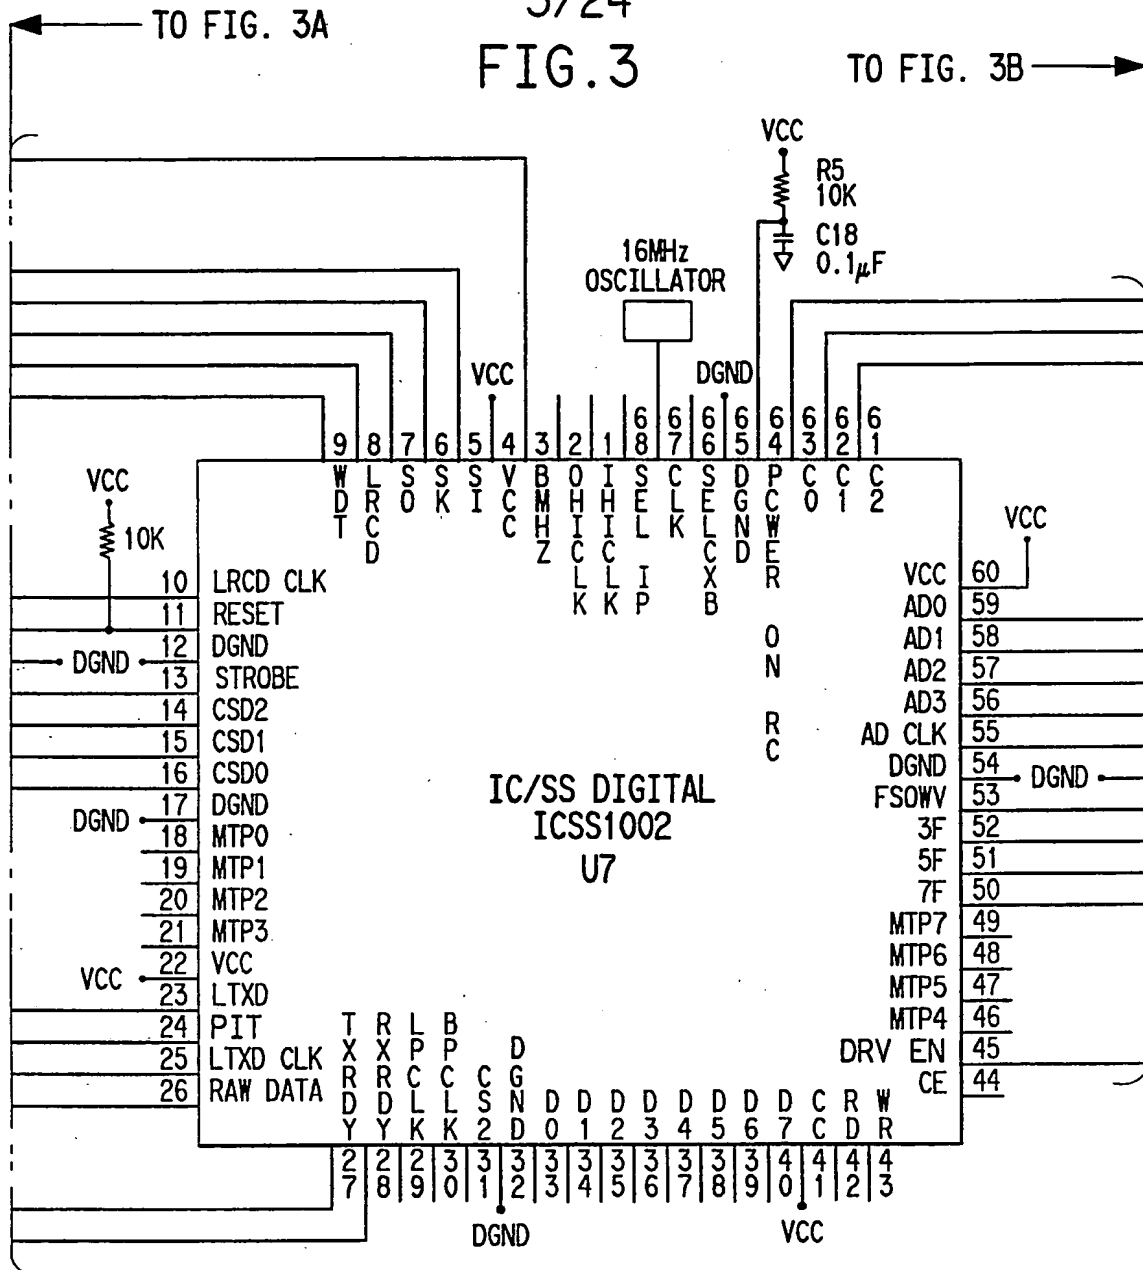 3/24
TO FIG. 3A
FIG.3
TO FIG. 3B
VCC
R5
10K
C18
0.1µF
16MHz
OSCILLATOR
VCC
DGND
9 8 7 6 5 4 3 2 1 68 67 66 65 64 63 62 61
WDT
LRCD
SO
SK
SI
VCC
BMHZ
OHICLK
IHICLK
SEL IP
CLK
SELCXB
DGND
PCWER ON RC
C0
C1
C2
VCC
10K
VCC
10 LRCD CLK
11 RESET
12 DGND
DGND
13 STROBE
14 CSD2
15 CSD1
16 CSD0
17 DGND
DGND
18 MTP0
19 MTP1
20 MTP2
21 MTP3
22 VCC
VCC
23 LTXD
24 PIT
25 LTXD CLK
26 RAW DATA
IC/SS DIGITAL
ICSS1002
U7
VCC 60
AD0 59
AD1 58
AD2 57
AD3 56
AD CLK 55
DGND 54
DGND
FSOWV 53
3F 52
5F 51
7F 50
MTP7 49
MTP6 48
MTP5 47
MTP4 46
DRV EN 45
CE 44
TXRDY
RXRDY
LPCLK
BPCLK
CS2
DGND
D0
D1
D2
D3
D4
D5
D6
D7
CC
RD
WR
27 28 29 30 31 32 33 34 35 36 37 38 39 40 41 42 43
DGND
VCC